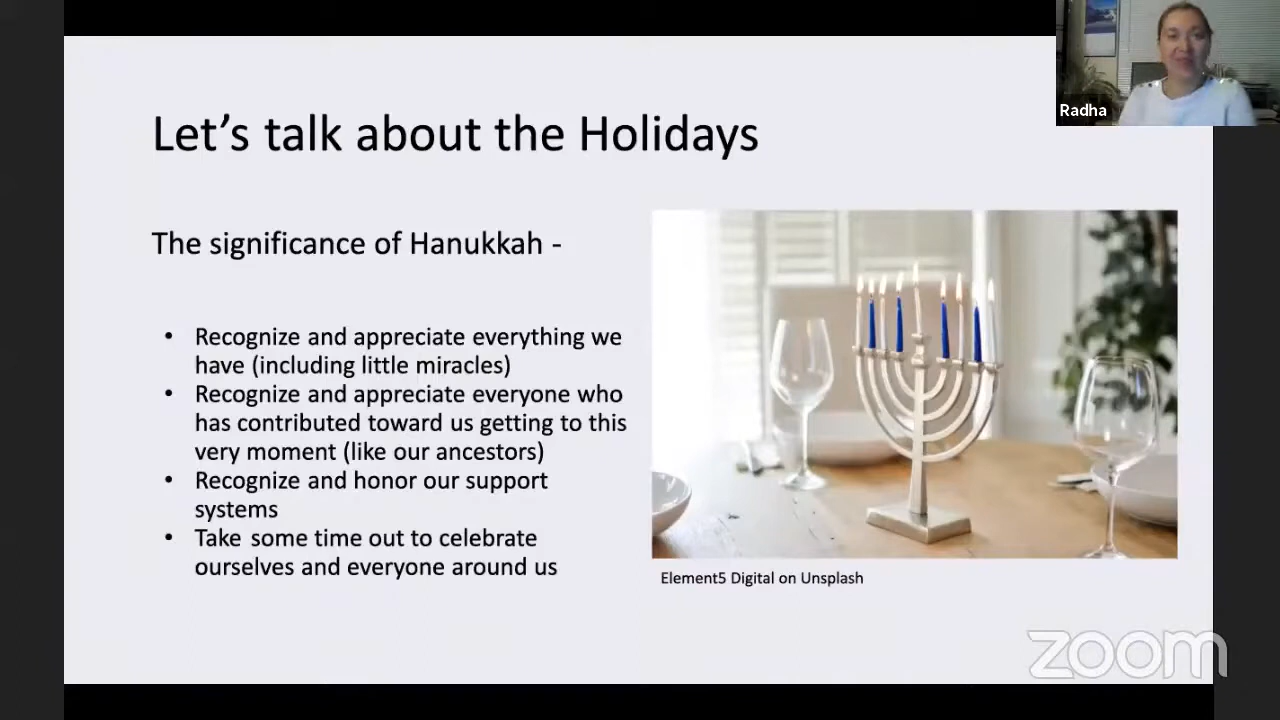 Radha
Let's talk about the Holidays
The significance of Hanukkah -
• Recognize and appreciate everything we
have (including little miracles)
• Recognize and appreciate everyone who
has contributed toward us getting to this
very moment (like our ancestors)
• Recognize and honor our support
systems
• Take some time out to celebrate
ourselves and everyone around us
Element5 Digital on Unsplash
zoom